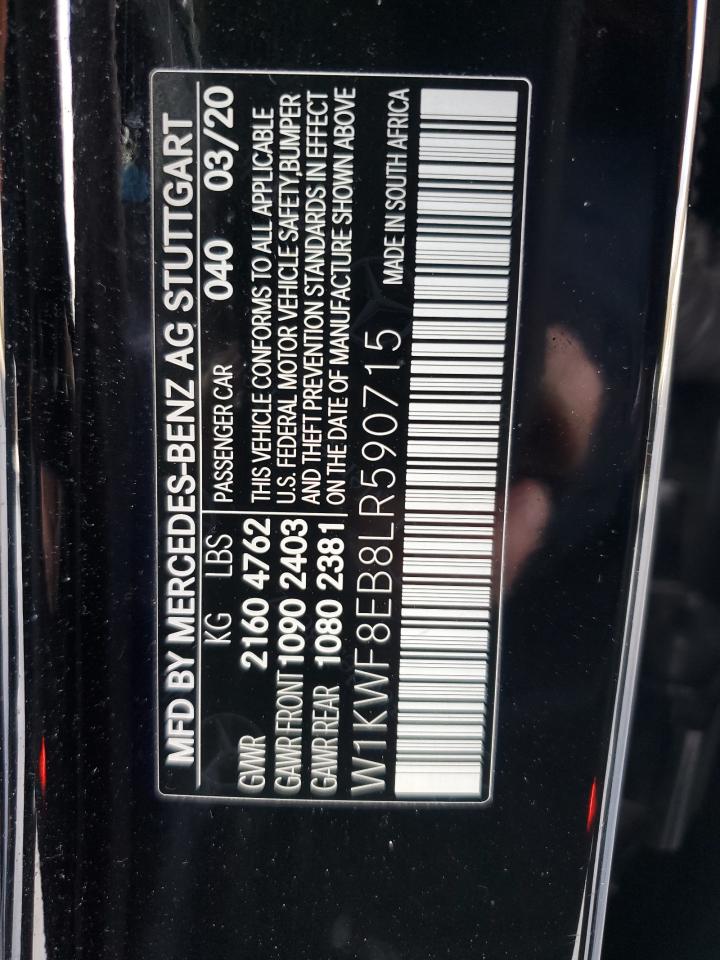 MFD BY MERCEDES-BENZ AG STUTTGART
KG LBS
GWR 2160 4762
GAWR FRONT 1090 2403
GAWR REAR 1080 2381
PASSENGER CAR 040 03/20
THIS VEHICLE CONFORMS TO ALL APPLICABLE
U.S. FEDERAL MOTOR VEHICLE SAFETY, BUMPER
AND THEFT PREVENTION STANDARDS IN EFFECT
ON THE DATE OF MANUFACTURE SHOWN ABOVE
W1KWF8EB8LR590715
MADE IN SOUTH AFRICA